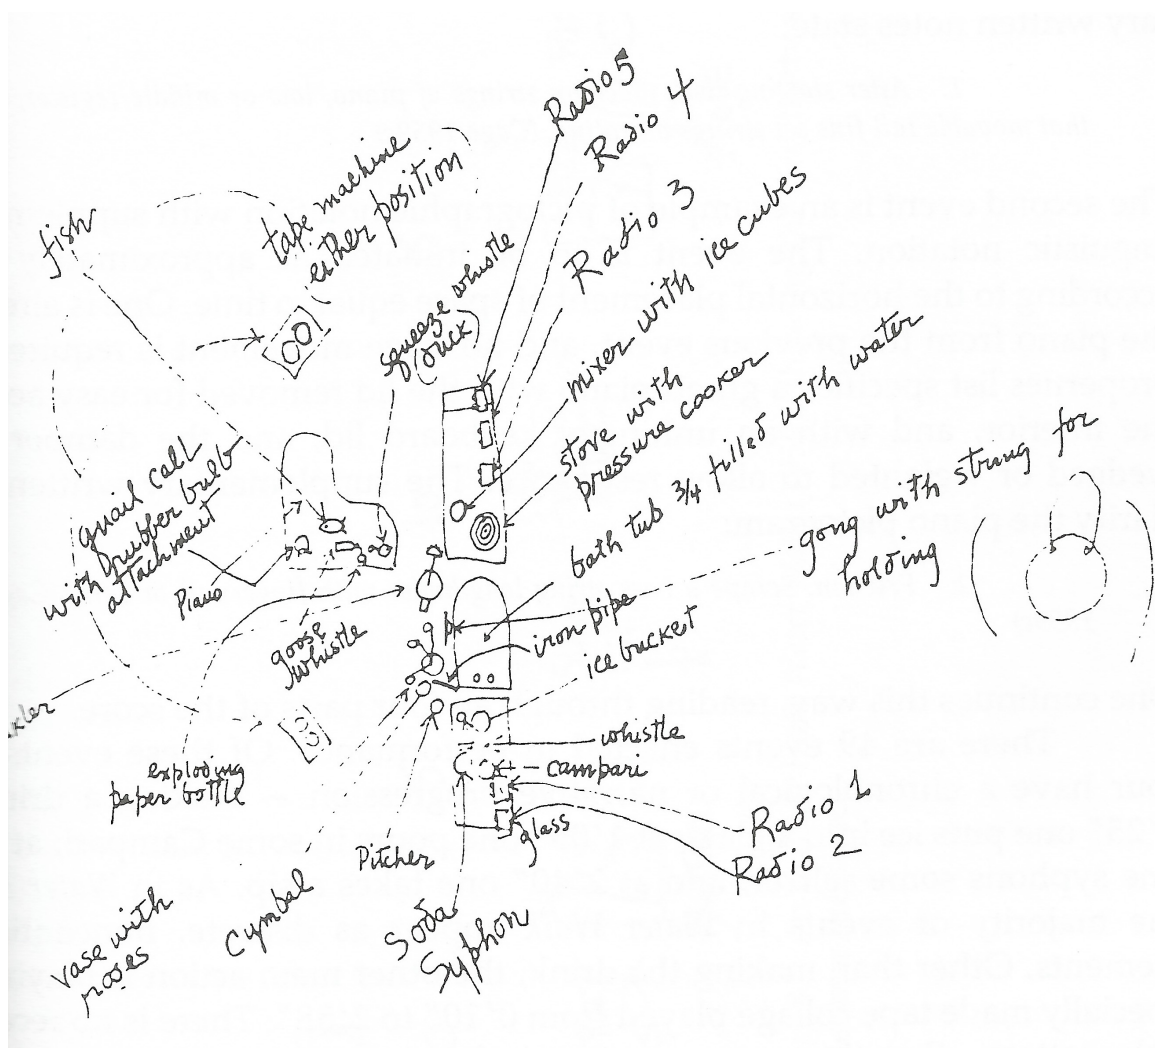 Radio 5
Radio 4
Radio 3
tape machine
either position
fish
squeeze whistle
(duck)
mixer with ice cubes
stove with
pressure cooker
bath tub 3/4 filled with water
gong with string for
holding
quail call
with rubber bulb
attachment
Piano
goose
whistle
iron pipe
ice bucket
whistle
campari
glass
Radio 1
Radio 2
exploding
paper bottle
Pitcher
Cymbal
Soda
Syphon
vase with
roses